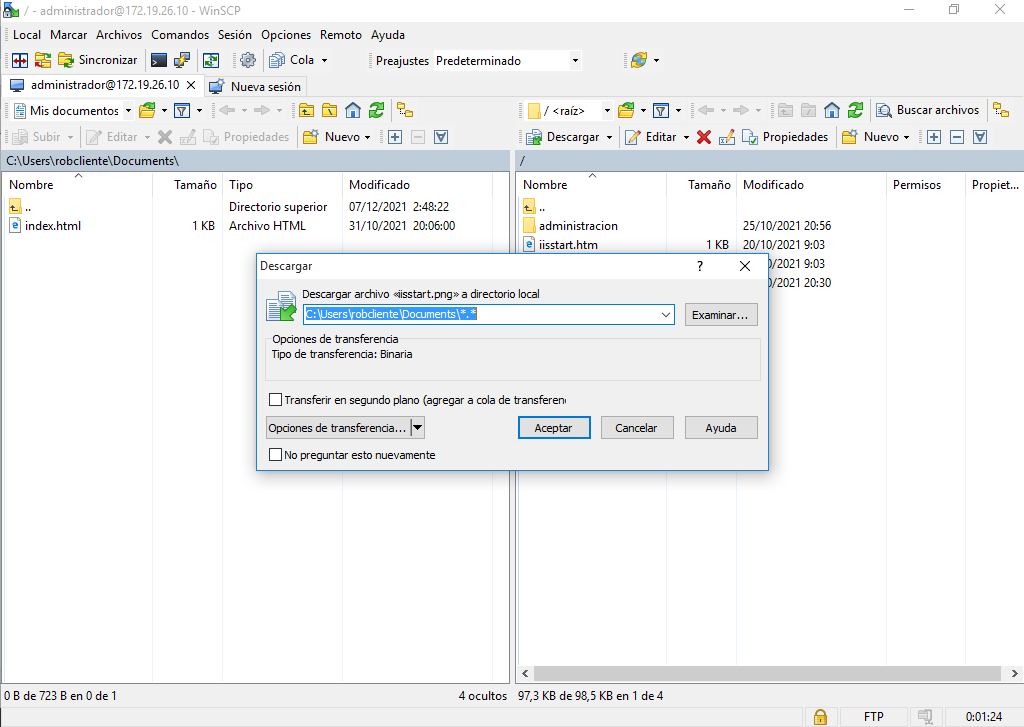 / - administrador@172.19.26.10 - WinSCP
Local Marcar Archivos Comandos Sesión Opciones Remoto Ayuda
Sincronizar Cola Preajustes Predeterminado
administrador@172.19.26.10 Nueva sesión
Mis documentos / <raíz> Buscar archivos
Subir Editar Propiedades Nuevo Descargar Editar Propiedades Nuevo
C:\Users\robcliente\Documents\ /
Nombre Tamaño Tipo Modificado Nombre Tamaño Modificado Permisos Propiet...
.. Directorio superior 07/12/2021 2:48:22 ..
index.html 1 KB Archivo HTML 31/10/2021 20:06:00 administracion 25/10/2021 20:56
iisstart.htm 1 KB 20/10/2021 9:03
/2021 9:03
/2021 20:30
Descargar ?
Descargar archivo «iisstart.png» a directorio local
C:\Users\robcliente\Documents\*.* Examinar...
Opciones de transferencia
Tipo de transferencia: Binaria
Transferir en segundo plano (agregar a cola de transferen
Opciones de transferencia... Aceptar Cancelar Ayuda
No preguntar esto nuevamente
0 B de 723 B en 0 de 1 4 ocultos 97,3 KB de 98,5 KB en 1 de 4
FTP 0:01:24